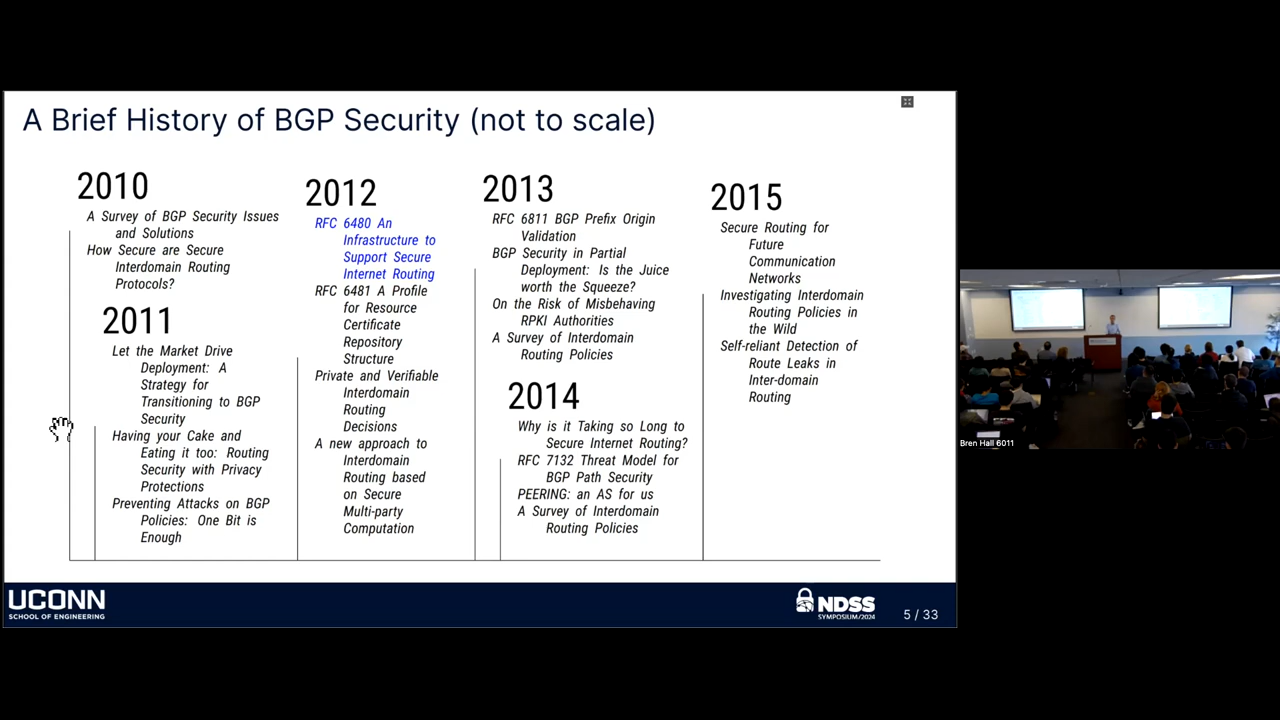 A Brief History of BGP Security (not to scale)
2010
A Survey of BGP Security Issues
and Solutions
How Secure are Secure
Interdomain Routing
Protocols?
2011
Let the Market Drive
Deployment: A
Strategy for
Transitioning to BGP
Security
Having your Cake and
Eating it too: Routing
Security with Privacy
Protections
Preventing Attacks on BGP
Policies: One Bit is
Enough
2012
RFC 6480 An
Infrastructure to
Support Secure
Internet Routing
RFC 6481 A Profile
for Resource
Certificate
Repository
Structure
Private and Verifiable
Interdomain
Routing
Decisions
A new approach to
Interdomain
Routing based
on Secure
Multi-party
Computation
2013
RFC 6811 BGP Prefix Origin
Validation
BGP Security in Partial
Deployment: Is the Juice
worth the Squeeze?
On the Risk of Misbehaving
RPKI Authorities
A Survey of Interdomain
Routing Policies
2014
Why is it Taking so Long to
Secure Internet Routing?
RFC 7132 Threat Model for
BGP Path Security
PEERING: an AS for us
A Survey of Interdomain
Routing Policies
2015
Secure Routing for
Future
Communication
Networks
Investigating Interdomain
Routing Policies in
the Wild
Self-reliant Detection of
Route Leaks in
Inter-domain
Routing
UCONN
SCHOOL OF ENGINEERING
NDSS
SYMPOSIUM/2024
5 / 33
Bren Hall 6011